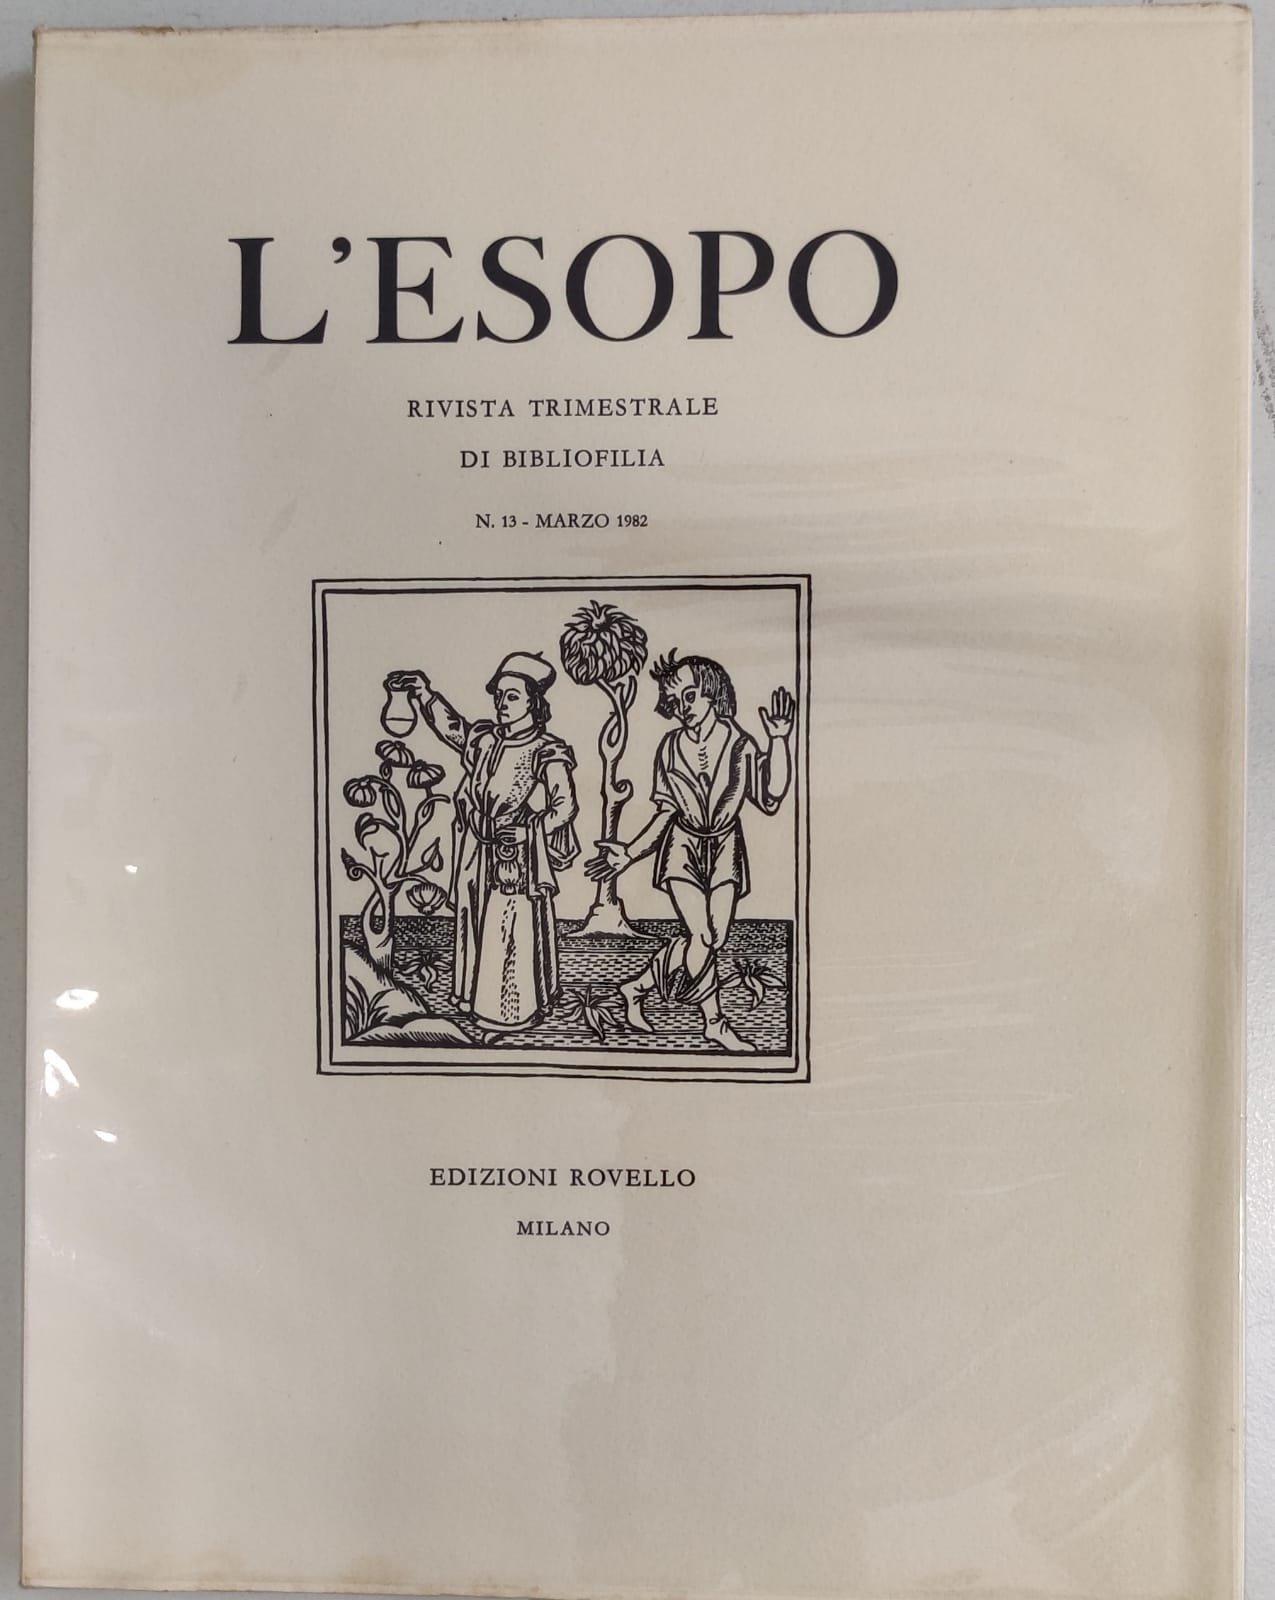 L'ESOPO
RIVISTA TRIMESTRALE
DI BIBLIOFILIA
N. 13 - MARZO 1982
EDIZIONI ROVELLO
MILANO